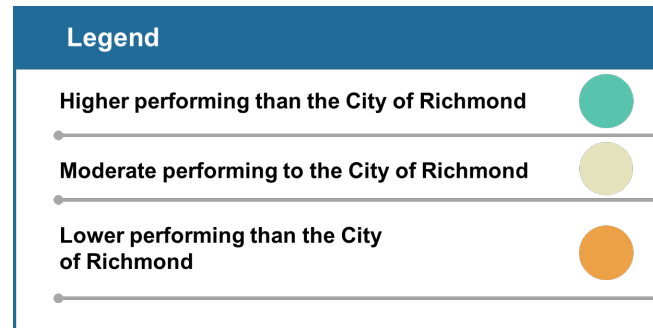 Legend
Higher performing than the City of Richmond
Moderate performing to the City of Richmond
Lower performing than the City
of Richmond